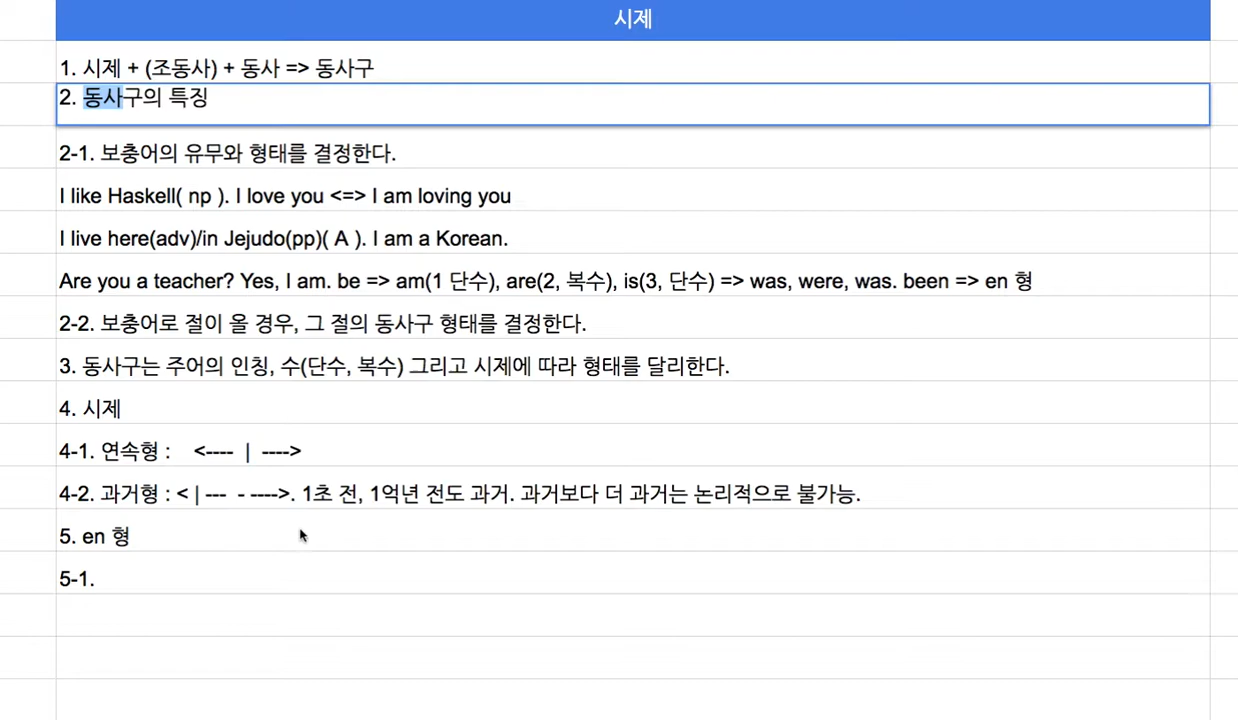 시제
1. 시제 + (조동사) + 동사 => 동사구
2. 동사구의 특징
2-1. 보충어의 유무와 형태를 결정한다.
I like Haskell( np ). I love you <=> I am loving you
I live here(adv)/in Jejudo(pp)( A ). I am a Korean.
Are you a teacher? Yes, I am. be => am(1 단수), are(2, 복수), is(3, 단수) => was, were, was. been => en 형
2-2. 보충어로 절이 올 경우, 그 절의 동사구 형태를 결정한다.
3. 동사구는 주어의 인칭, 수(단수, 복수) 그리고 시제에 따라 형태를 달리한다.
4. 시제
4-1. 연속형 :    <----  |  ---->
4-2. 과거형 : < | ---  - ---->. 1초 전, 1억년 전도 과거. 과거보다 더 과거는 논리적으로 불가능.
5. en 형
5-1.